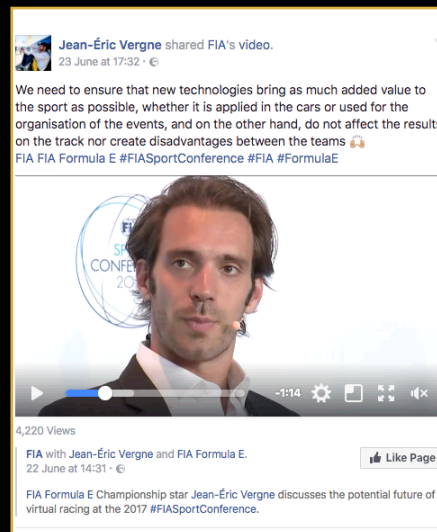 Jean-Éric Vergne shared FIA's video.
23 June at 17:32 ·
We need to ensure that new technologies bring as much added value to
the sport as possible, whether it is applied in the cars or used for the
organisation of the events, and on the other hand, do not affect the results
on the track nor create disadvantages between the teams 🙌🏼
FIA FIA Formula E #FIASportConference #FIA #FormulaE
FI
SP
CONFE
20
-1:14
4,220 Views
FIA with Jean-Éric Vergne and FIA Formula E.
22 June at 14:31 ·
Like Page
FIA Formula E Championship star Jean-Éric Vergne discusses the potential future of
virtual racing at the 2017 #FIASportConference.